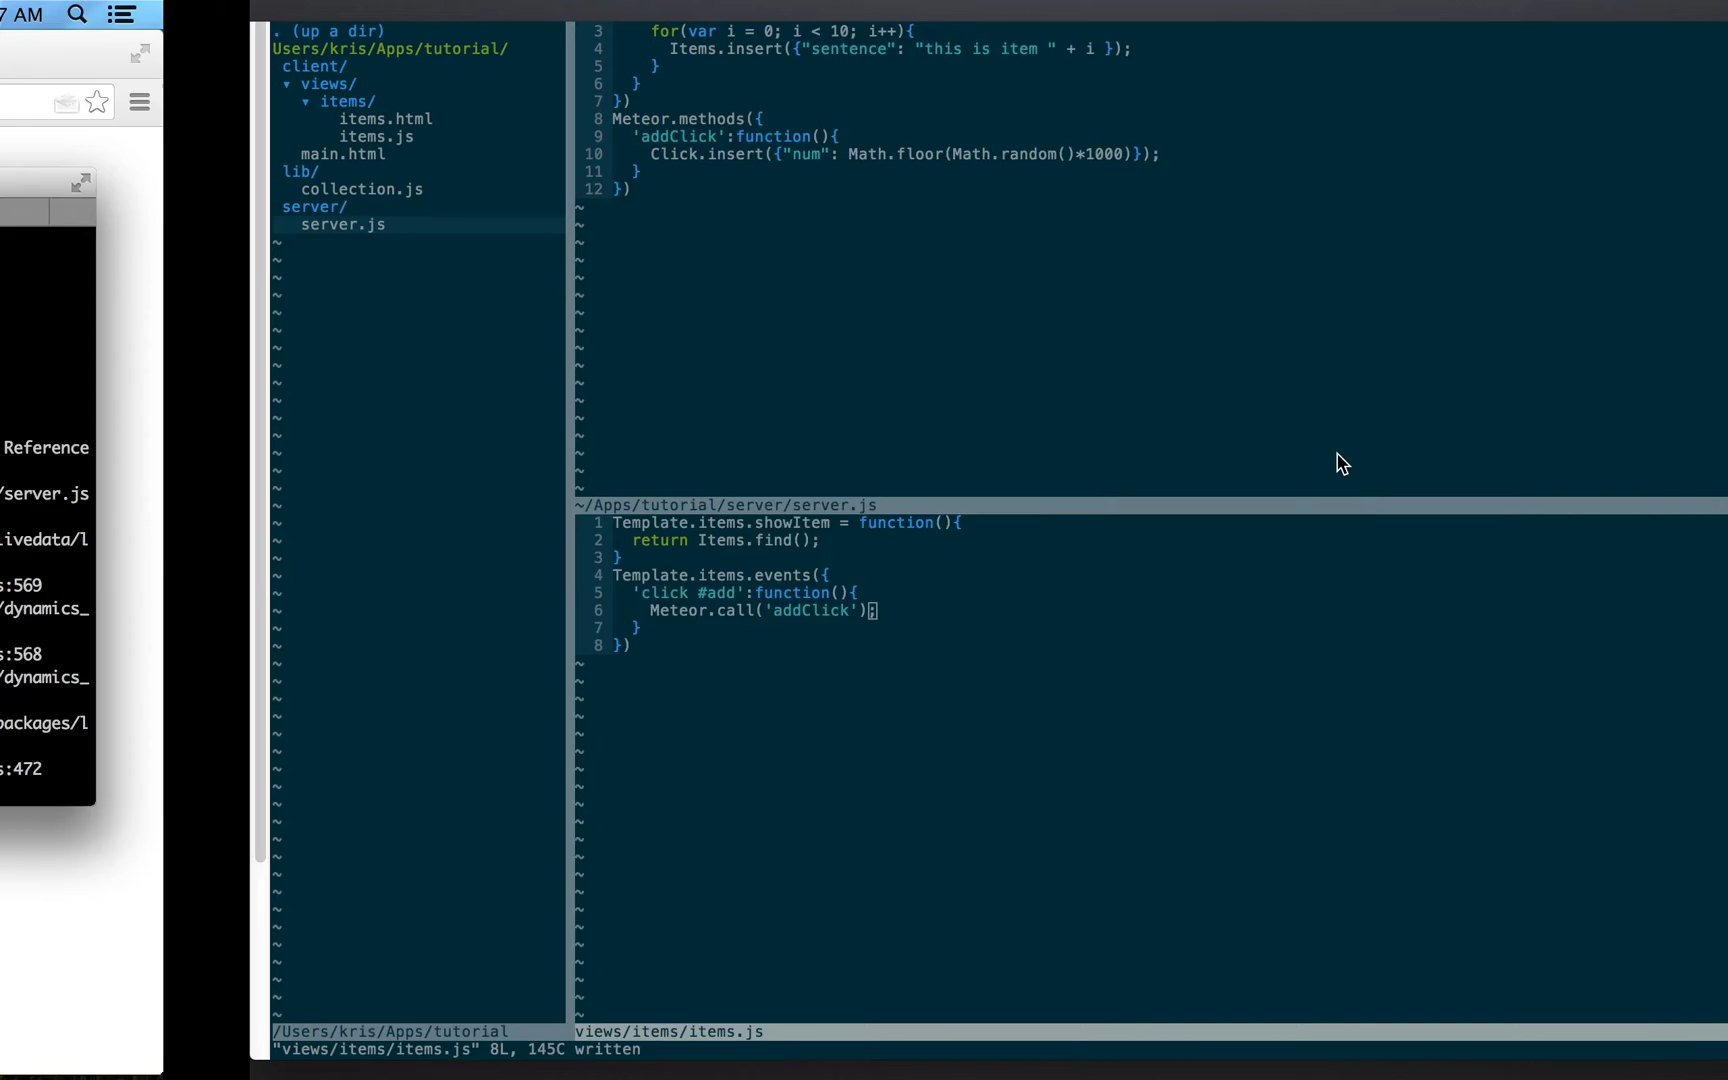 7 AM
Reference
/server.js
ivedata/l
s:569
/dynamics_
s:568
/dynamics_
packages/l
s:472
. (up a dir)
Users/kris/Apps/tutorial/
client/
▾ views/
▾ items/
items.html
items.js
main.html
lib/
collection.js
server/
server.js
/Users/kris/Apps/tutorial
3 for(var i = 0; i < 10; i++){
4 Items.insert({"sentence": "this is item " + i });
5 }
6 }
7 })
8 Meteor.methods({
9 'addClick':function(){
10 Click.insert({"num": Math.floor(Math.random()*1000)});
11 }
12 })
~/Apps/tutorial/server/server.js
1 Template.items.showItem = function(){
2 return Items.find();
3 }
4 Template.items.events({
5 'click #add':function(){
6 Meteor.call('addClick');
7 }
8 })
views/items/items.js
"views/items/items.js" 8L, 145C written